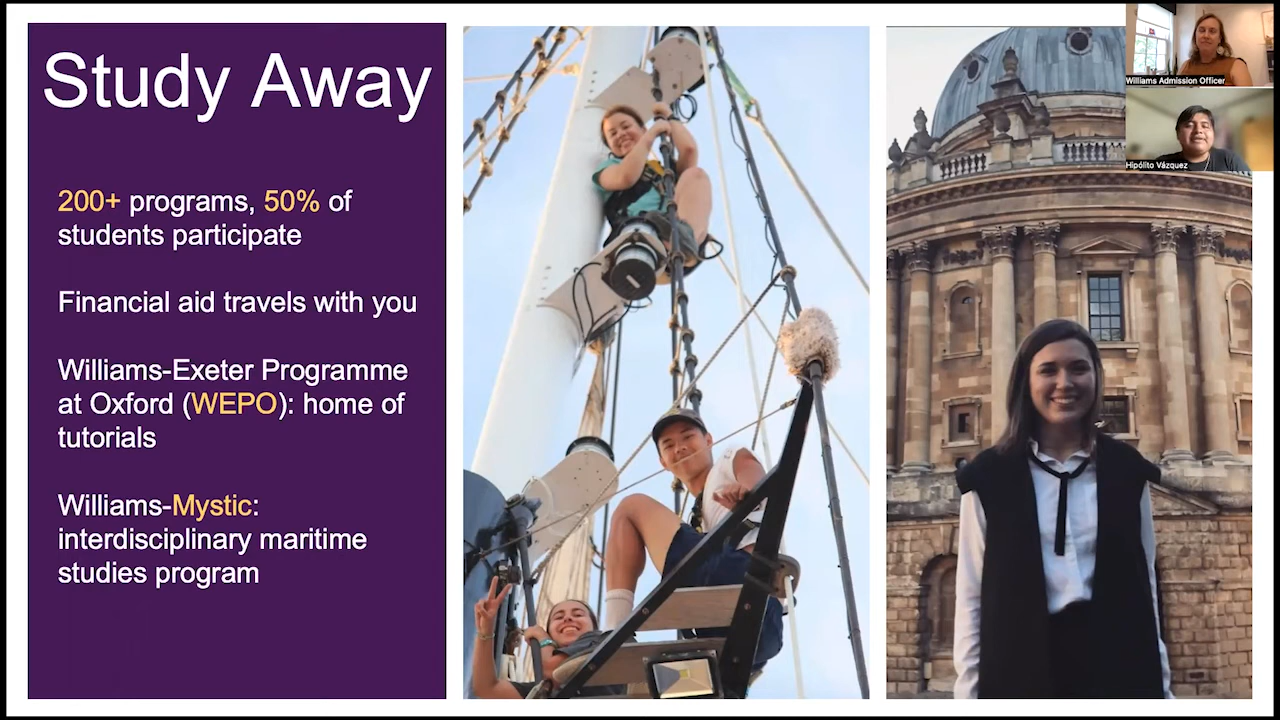 Study Away
200+ programs, 50% of
students participate
Financial aid travels with you
Williams-Exeter Programme
at Oxford (WEPO): home of
tutorials
Williams-Mystic:
interdisciplinary maritime
studies program
Williams Admission Officer
Hipólito Vázquez